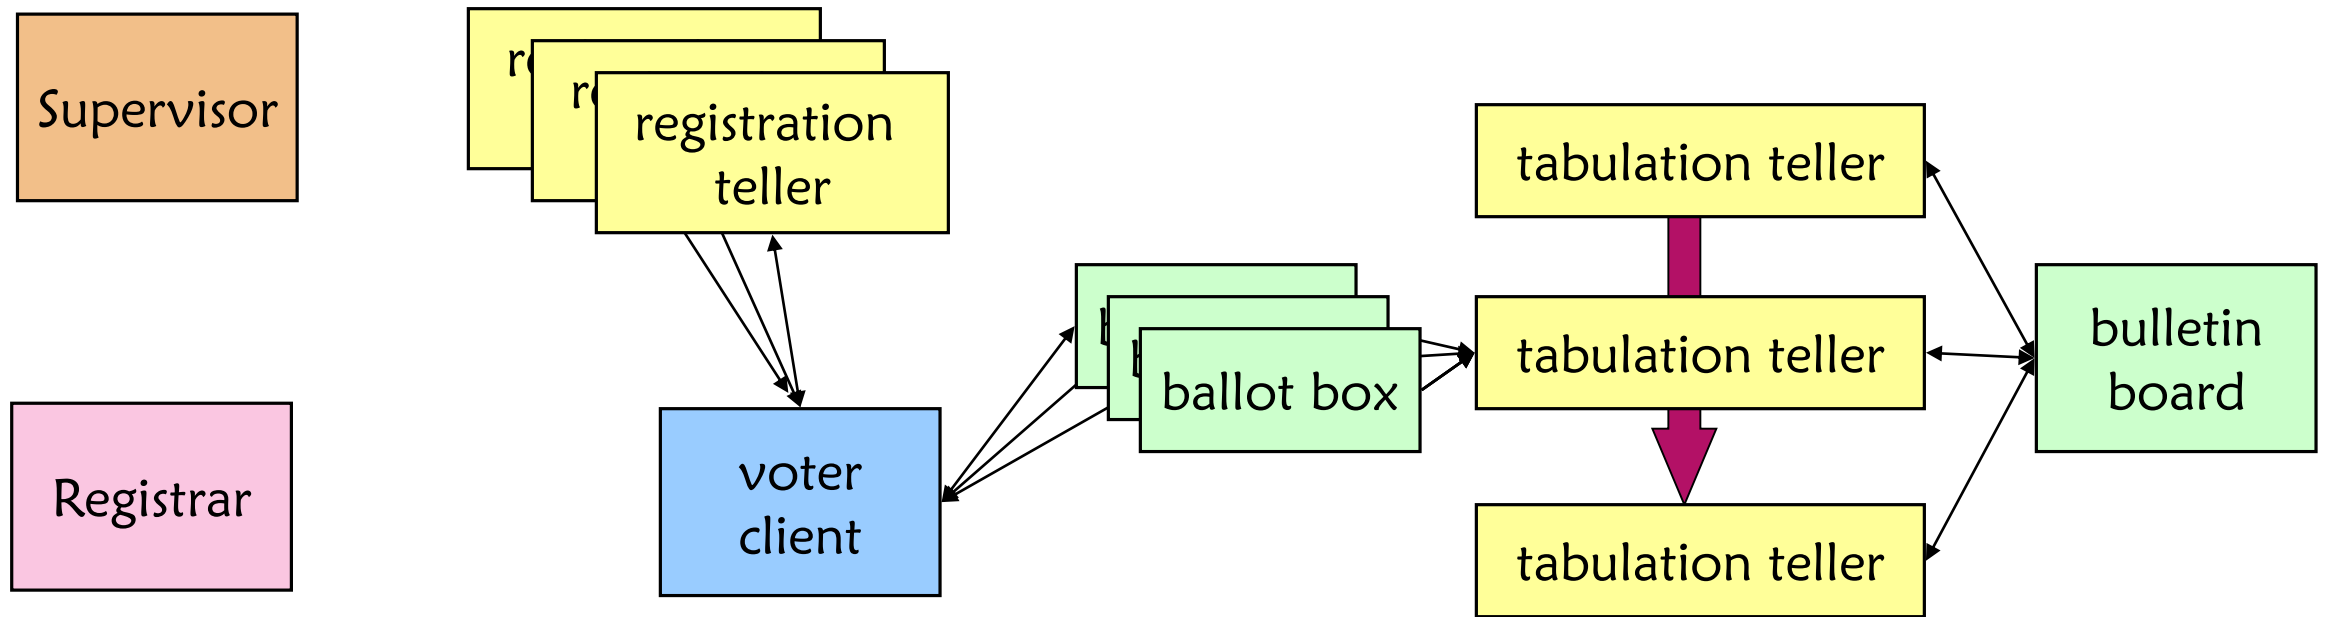 Supervisor
registration
teller
tabulation teller
bulletin
board
tabulation teller
ballot box
Registrar
voter
client
tabulation teller